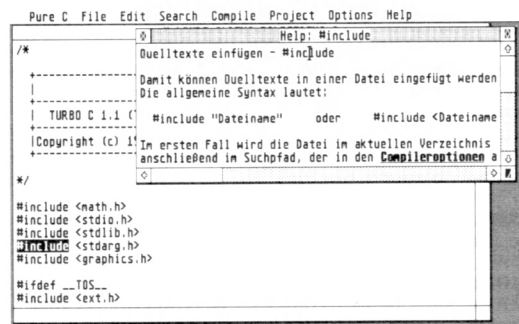 Pure C File Edit Search Compile Project Options Help
Help: #include
Quelltexte einfügen - #include
Damit können Quelltexte in einer Datei eingefügt werden
Die allgemeine Syntax lautet:
#include "Dateiname" oder #include <Dateiname
Im ersten Fall wird die Datei im aktuellen Verzeichnis
anschließend im Suchpfad, der in den Compileroptionen a
/*
+-----------
|
| TURBO C 1.1 (
|Copyright (c) 1
+-----------
*/
#include <math.h>
#include <stdio.h>
#include <stdlib.h>
#include <stdarg.h>
#include <graphics.h>
#ifdef __TOS__
#include <ext.h>